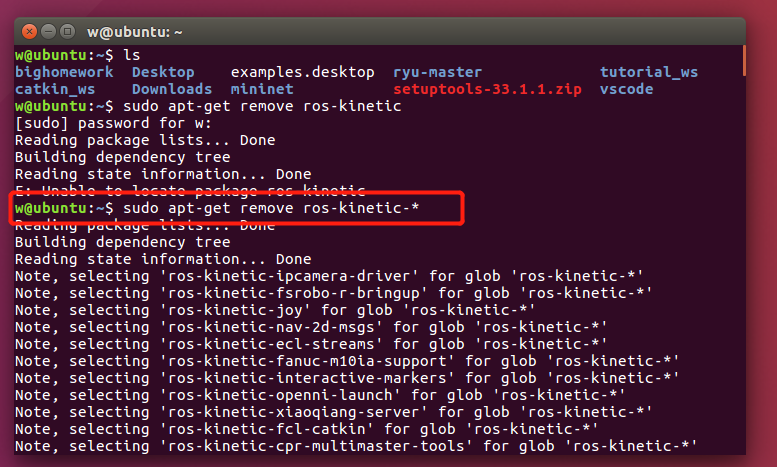 w@ubuntu: ~
w@ubuntu:~$ ls
bighomework Desktop examples.desktop ryu-master tutorial_ws
catkin_ws Downloads mininet setuptools-33.1.1.zip vscode
w@ubuntu:~$ sudo apt-get remove ros-kinetic
[sudo] password for w:
Reading package lists... Done
Building dependency tree
Reading state information... Done
E: Unable to locate package ros-kinetic
w@ubuntu:~$ sudo apt-get remove ros-kinetic-*
Reading package lists... Done
Building dependency tree
Reading state information... Done
Note, selecting 'ros-kinetic-ipcamera-driver' for glob 'ros-kinetic-*'
Note, selecting 'ros-kinetic-fsrobo-r-bringup' for glob 'ros-kinetic-*'
Note, selecting 'ros-kinetic-joy' for glob 'ros-kinetic-*'
Note, selecting 'ros-kinetic-nav-2d-msgs' for glob 'ros-kinetic-*'
Note, selecting 'ros-kinetic-ecl-streams' for glob 'ros-kinetic-*'
Note, selecting 'ros-kinetic-fanuc-m10ia-support' for glob 'ros-kinetic-*'
Note, selecting 'ros-kinetic-interactive-markers' for glob 'ros-kinetic-*'
Note, selecting 'ros-kinetic-openni-launch' for glob 'ros-kinetic-*'
Note, selecting 'ros-kinetic-xiaoqiang-server' for glob 'ros-kinetic-*'
Note, selecting 'ros-kinetic-fcl-catkin' for glob 'ros-kinetic-*'
Note, selecting 'ros-kinetic-cpr-multimaster-tools' for glob 'ros-kinetic-*'